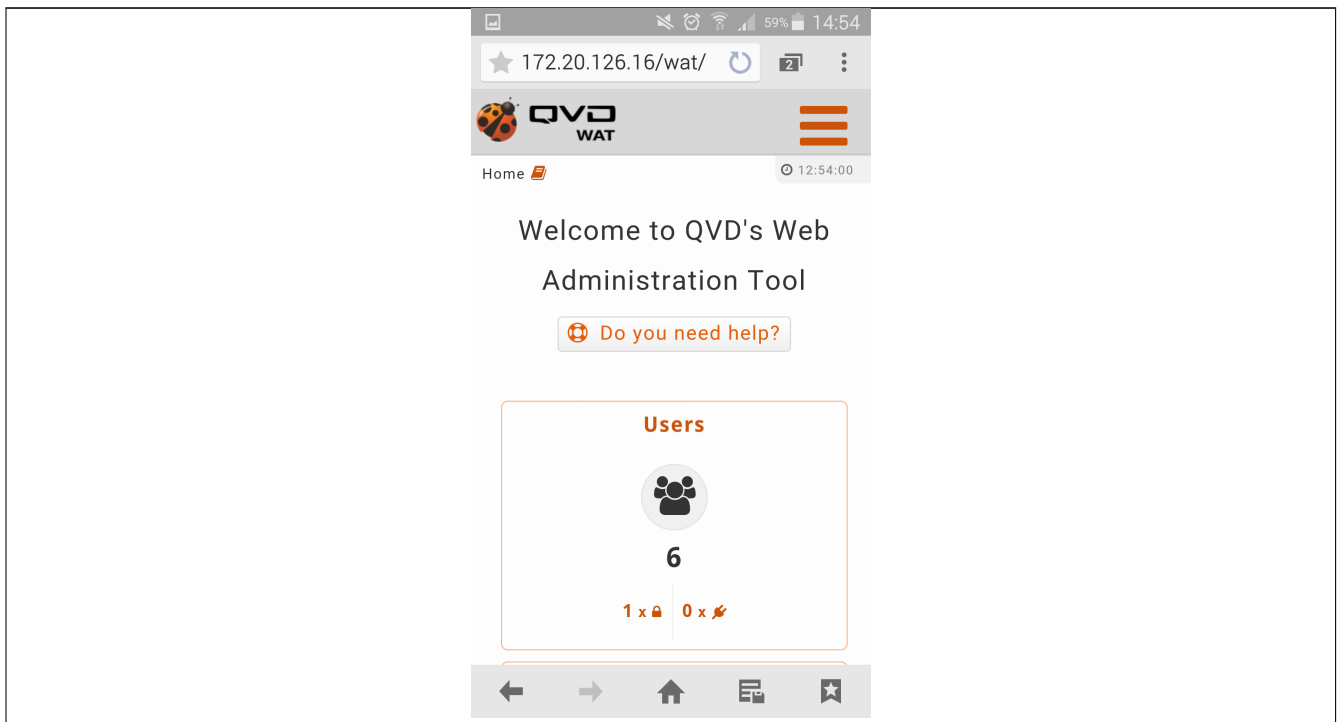 59% 14:54
172.20.126.16/wat/ 2
QVD
WAT
Home 12:54:00
Welcome to QVD's Web
Administration Tool
Do you need help?
Users
6
1 x 0 x